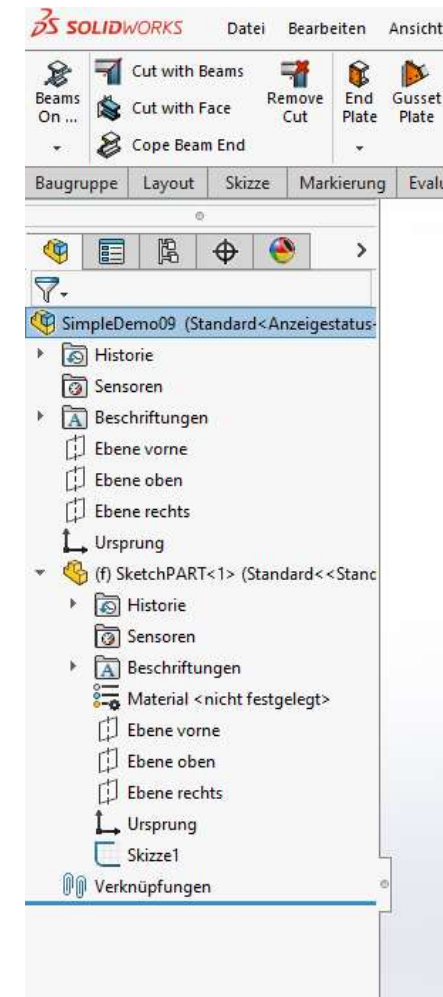 SOLIDWORKS Datei Bearbeiten Ansicht
Beams On ...
Cut with Beams
Cut with Face
Cope Beam End
Remove Cut
End Plate
Gusset Plate
Baugruppe Layout Skizze Markierung Evalu
SimpleDemo09 (Standard<Anzeigestatus-
Historie
Sensoren
Beschriftungen
Ebene vorne
Ebene oben
Ebene rechts
Ursprung
(f) SketchPART<1> (Standard<<Stand
Historie
Sensoren
Beschriftungen
Material <nicht festgelegt>
Ebene vorne
Ebene oben
Ebene rechts
Ursprung
Skizze1
Verknüpfungen